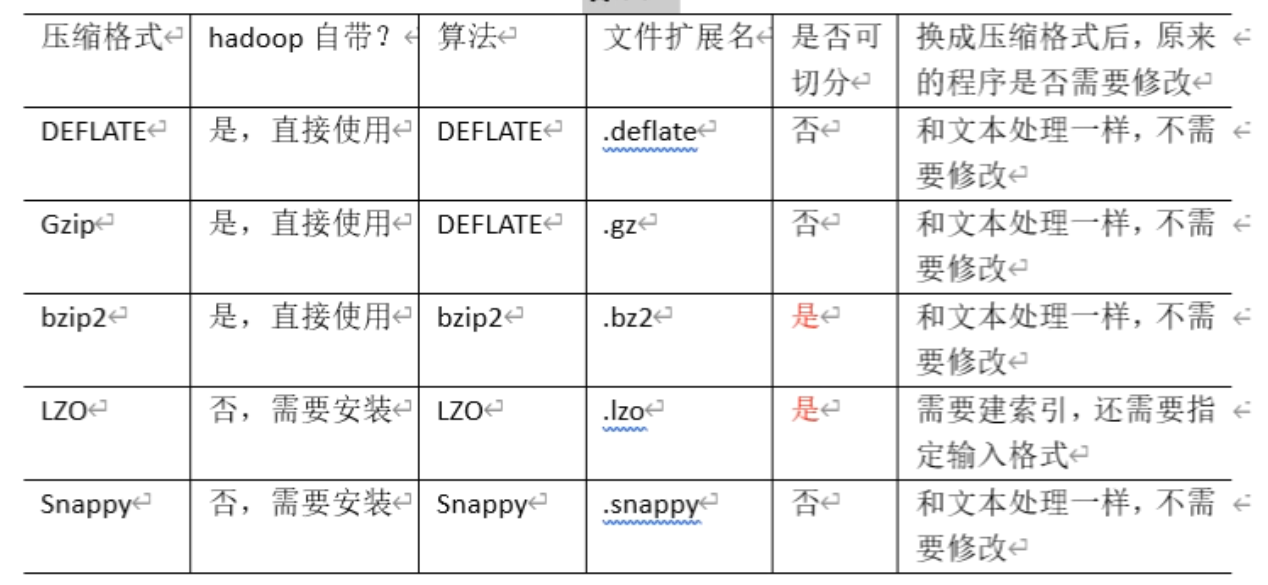 压缩格式 hadoop 自带？ 算法 文件扩展名 是否可 换成压缩格式后，原来
切分 的程序是否需要修改
DEFLATE 是，直接使用 DEFLATE .deflate 否 和文本处理一样，不需
要修改
Gzip 是，直接使用 DEFLATE .gz 否 和文本处理一样，不需
要修改
bzip2 是，直接使用 bzip2 .bz2 是 和文本处理一样，不需
要修改
LZO 否，需要安装 LZO .lzo 是 需要建索引，还需要指
定输入格式
Snappy 否，需要安装 Snappy .snappy 否 和文本处理一样，不需
要修改